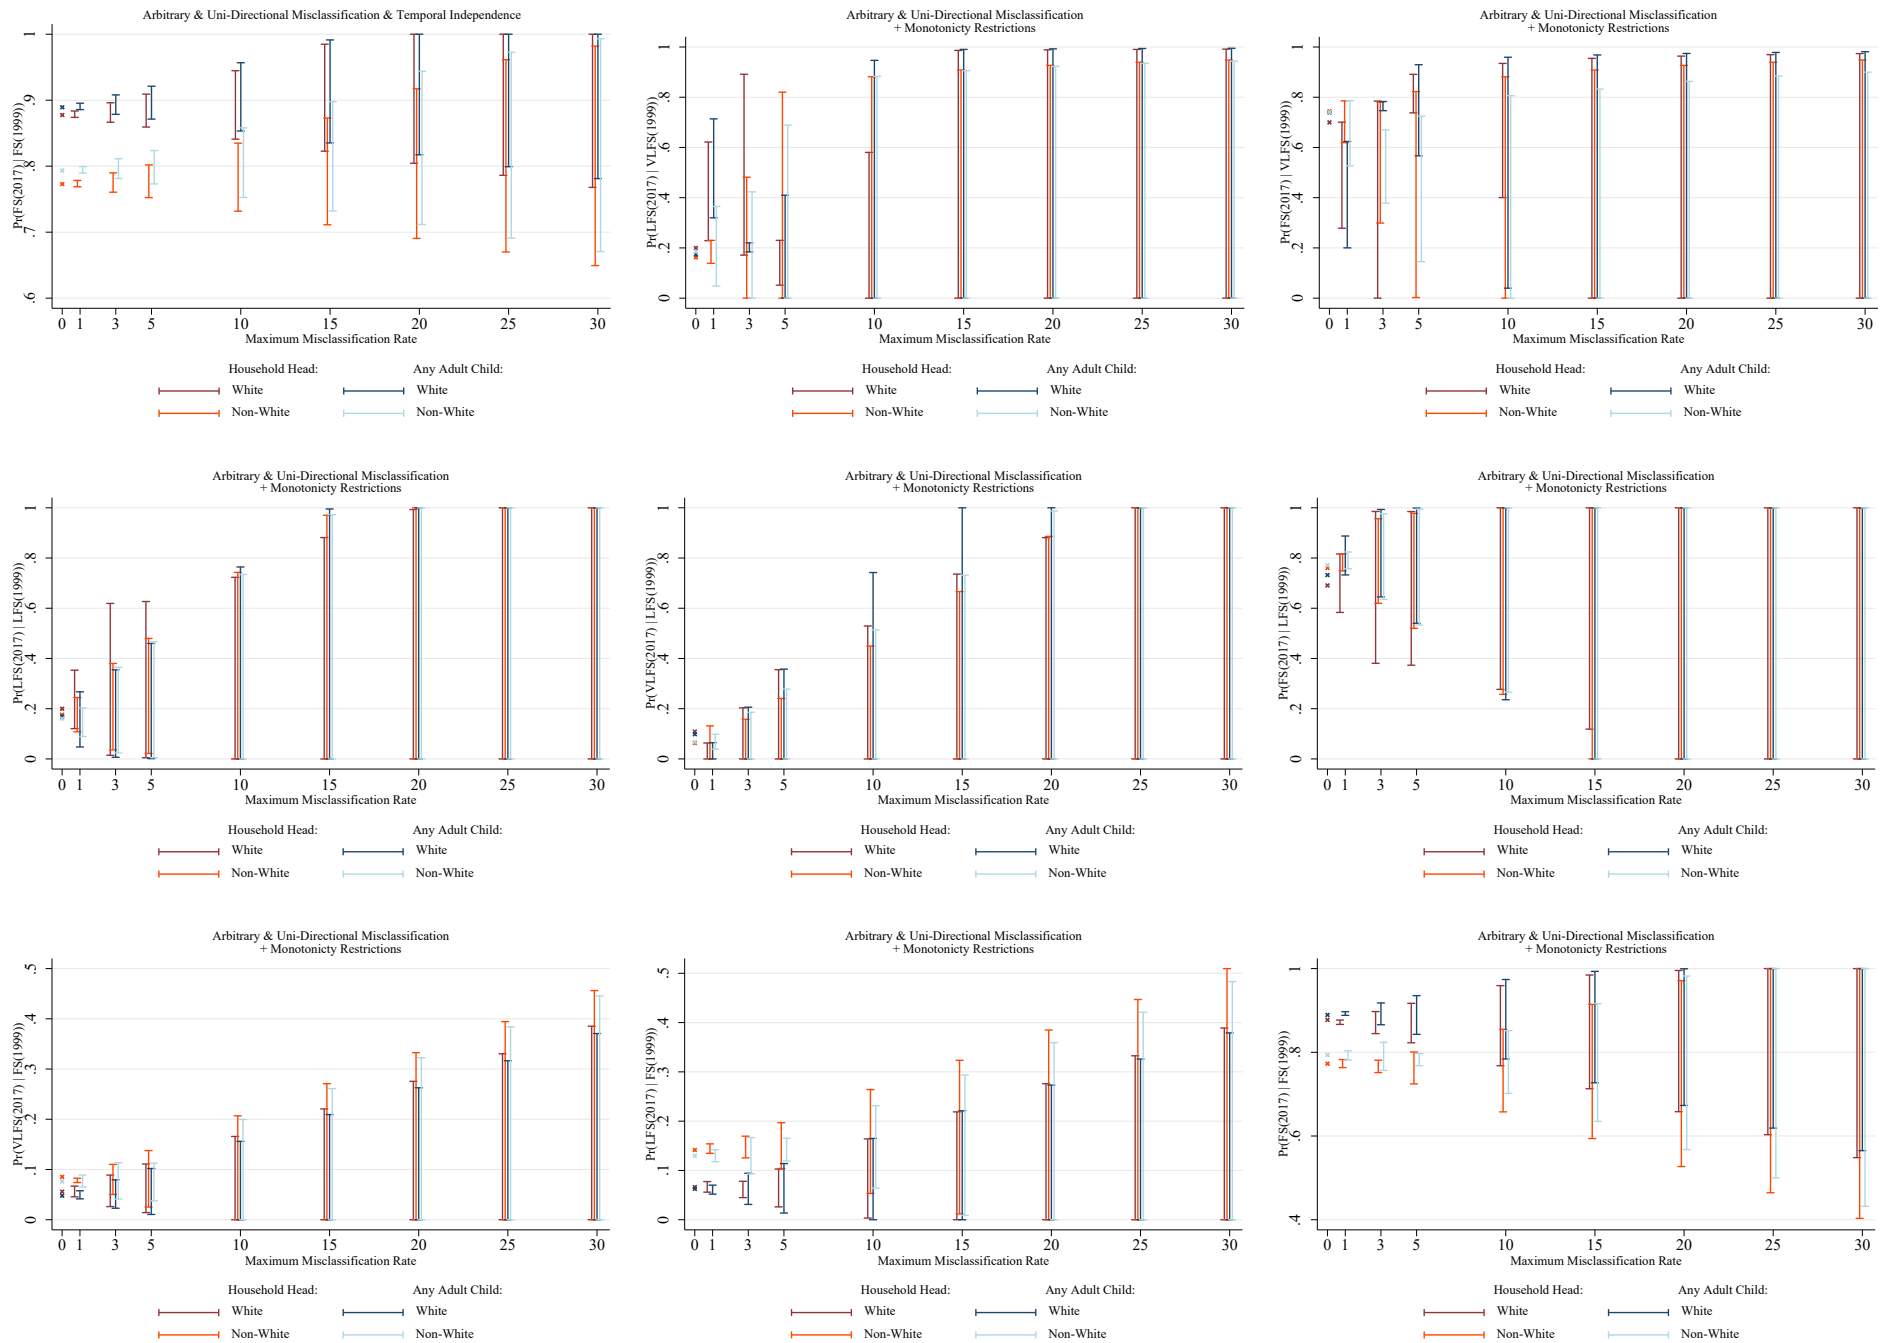 Arbitrary & Uni-Directional Misclassification & Temporal Independence
Pr(FS(2017) | FS(1999))
1
.9
.8
.7
.6
0 1 3 5 10 15 20 25 30
Maximum Misclassification Rate
Household Head: Any Adult Child:
White White
Non-White Non-White
Arbitrary & Uni-Directional Misclassification
+ Monotonicty Restrictions
Pr(LFS(2017) | VLFS(1999))
1
.8
.6
.4
.2
0
0 1 3 5 10 15 20 25 30
Maximum Misclassification Rate
Household Head: Any Adult Child:
White White
Non-White Non-White
Arbitrary & Uni-Directional Misclassification
+ Monotonicty Restrictions
Pr(FS(2017) | VLFS(1999))
1
.8
.6
.4
.2
0
0 1 3 5 10 15 20 25 30
Maximum Misclassification Rate
Household Head: Any Adult Child:
White White
Non-White Non-White
Arbitrary & Uni-Directional Misclassification
+ Monotonicty Restrictions
Pr(LFS(2017) | LFS(1999))
1
.8
.6
.4
.2
0
0 1 3 5 10 15 20 25 30
Maximum Misclassification Rate
Household Head: Any Adult Child:
White White
Non-White Non-White
Arbitrary & Uni-Directional Misclassification
+ Monotonicty Restrictions
Pr(VLFS(2017) | LFS(1999))
1
.8
.6
.4
.2
0
0 1 3 5 10 15 20 25 30
Maximum Misclassification Rate
Household Head: Any Adult Child:
White White
Non-White Non-White
Arbitrary & Uni-Directional Misclassification
+ Monotonicty Restrictions
Pr(FS(2017) | LFS(1999))
1
.8
.6
.4
.2
0
0 1 3 5 10 15 20 25 30
Maximum Misclassification Rate
Household Head: Any Adult Child:
White White
Non-White Non-White
Arbitrary & Uni-Directional Misclassification
+ Monotonicty Restrictions
Pr(VLFS(2017) | FS(1999))
.5
.4
.3
.2
.1
0
0 1 3 5 10 15 20 25 30
Maximum Misclassification Rate
Household Head: Any Adult Child:
White White
Non-White Non-White
Arbitrary & Uni-Directional Misclassification
+ Monotonicty Restrictions
Pr(LFS(2017) | FS(1999))
.5
.4
.3
.2
.1
0
0 1 3 5 10 15 20 25 30
Maximum Misclassification Rate
Household Head: Any Adult Child:
White White
Non-White Non-White
Arbitrary & Uni-Directional Misclassification
+ Monotonicty Restrictions
Pr(FS(2017) | FS(1999))
1
.8
.6
.4
0 1 3 5 10 15 20 25 30
Maximum Misclassification Rate
Household Head: Any Adult Child:
White White
Non-White Non-White